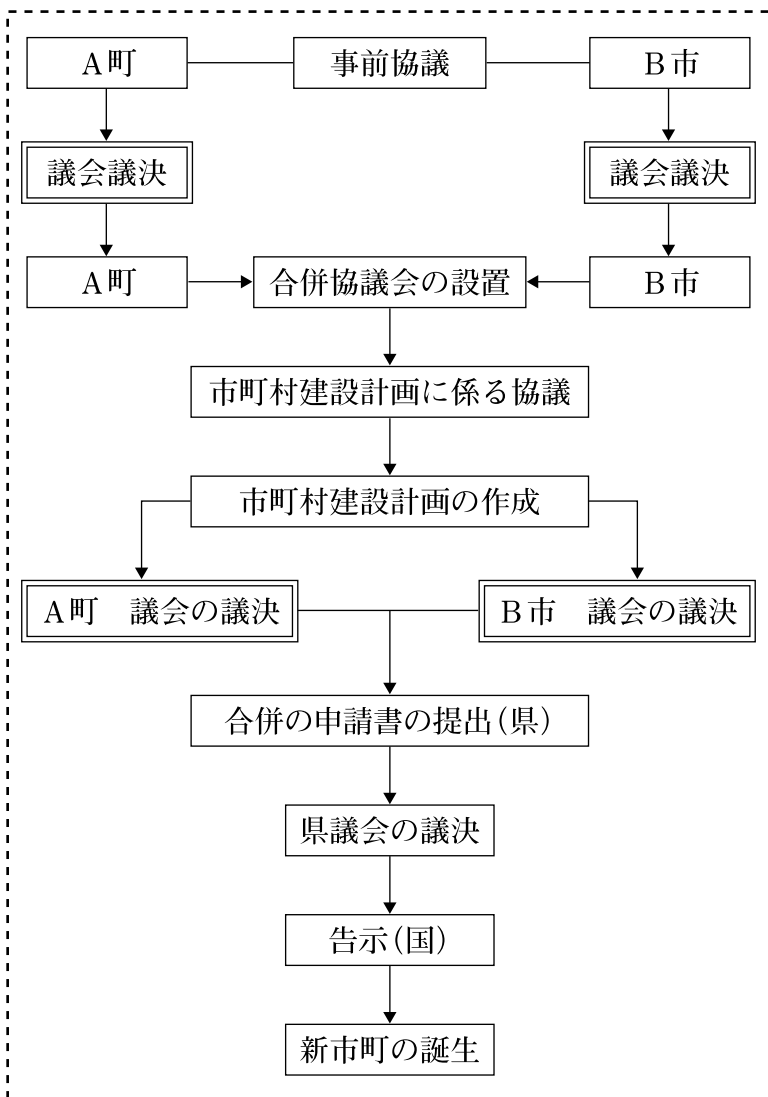 A町
事前協議
B市
議会議決
議会議決
A町
合併協議会の設置
B市
市町村建設計画に係る協議
市町村建設計画の作成
A町　議会の議決
B市　議会の議決
合併の申請書の提出(県)
県議会の議決
告示(国)
新市町の誕生